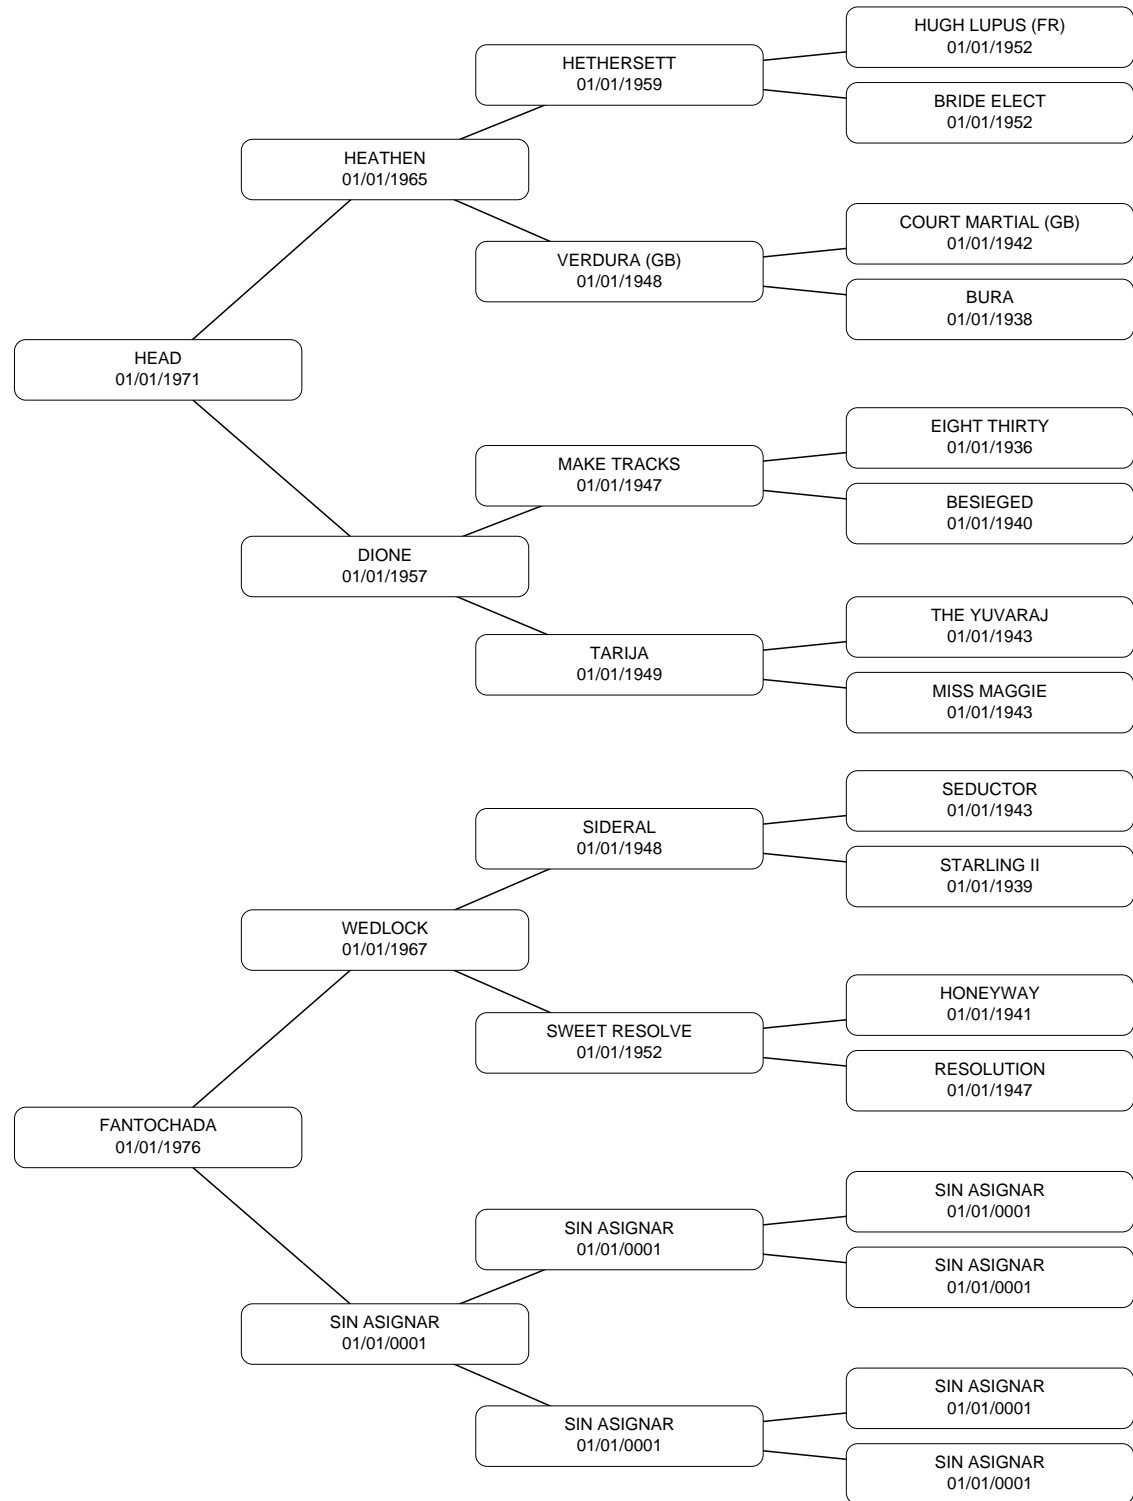 HUGH LUPUS (FR)
01/01/1952
HETHERSETT
01/01/1959
BRIDE ELECT
01/01/1952
HEATHEN
01/01/1965
COURT MARTIAL (GB)
01/01/1942
VERDURA (GB)
01/01/1948
BURA
01/01/1938
HEAD
01/01/1971
EIGHT THIRTY
01/01/1936
MAKE TRACKS
01/01/1947
BESIEGED
01/01/1940
DIONE
01/01/1957
THE YUVARAJ
01/01/1943
TARIJA
01/01/1949
MISS MAGGIE
01/01/1943
SEDUCTOR
01/01/1943
SIDERAL
01/01/1948
STARLING II
01/01/1939
WEDLOCK
01/01/1967
HONEYWAY
01/01/1941
SWEET RESOLVE
01/01/1952
RESOLUTION
01/01/1947
FANTOCHADA
01/01/1976
SIN ASIGNAR
01/01/0001
SIN ASIGNAR
01/01/0001
SIN ASIGNAR
01/01/0001
SIN ASIGNAR
01/01/0001
SIN ASIGNAR
01/01/0001
SIN ASIGNAR
01/01/0001
SIN ASIGNAR
01/01/0001